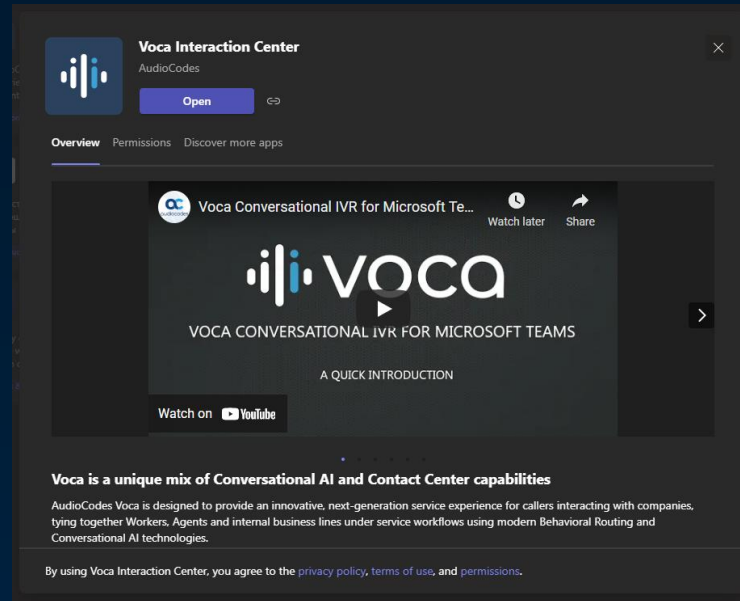 Voca Interaction Center
AudioCodes
Open
Overview Permissions Discover more apps
audiocodes
Voca Conversational IVR for Microsoft Te...
Watch later Share
voca
VOCA CONVERSATIONAL IVR FOR MICROSOFT TEAMS
A QUICK INTRODUCTION
Watch on YouTube
Voca is a unique mix of Conversational AI and Contact Center capabilities
AudioCodes Voca is designed to provide an innovative, next-generation service experience for callers interacting with companies,
tying together Workers, Agents and internal business lines under service workflows using modern Behavioral Routing and
Conversational AI technologies.
By using Voca Interaction Center, you agree to the privacy policy, terms of use, and permissions.